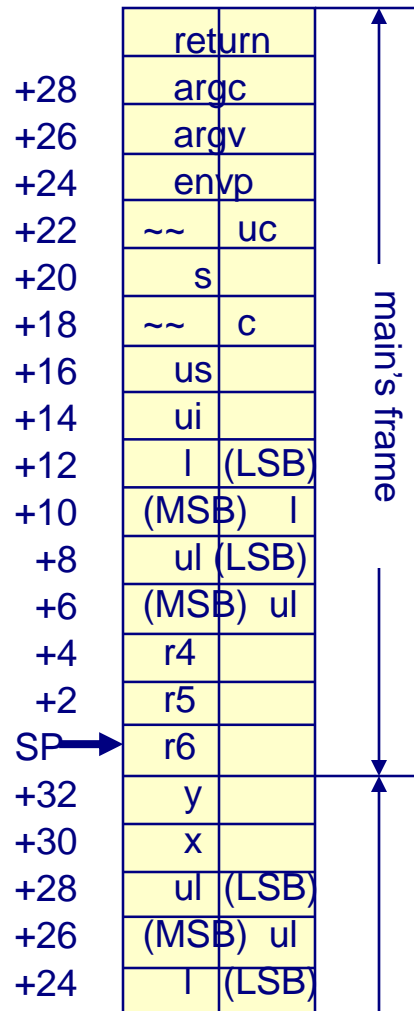 return
+28 argc
+26 argv
+24 envp
+22 ~~ uc
+20 s
+18 ~~ c
+16 us
+14 ui
+12 l (LSB)
+10 (MSB) l
+8 ul (LSB)
+6 (MSB) ul
+4 r4
+2 r5
SP r6
+32 y
+30 x
+28 ul (LSB)
+26 (MSB) ul
+24 l (LSB)
main's frame